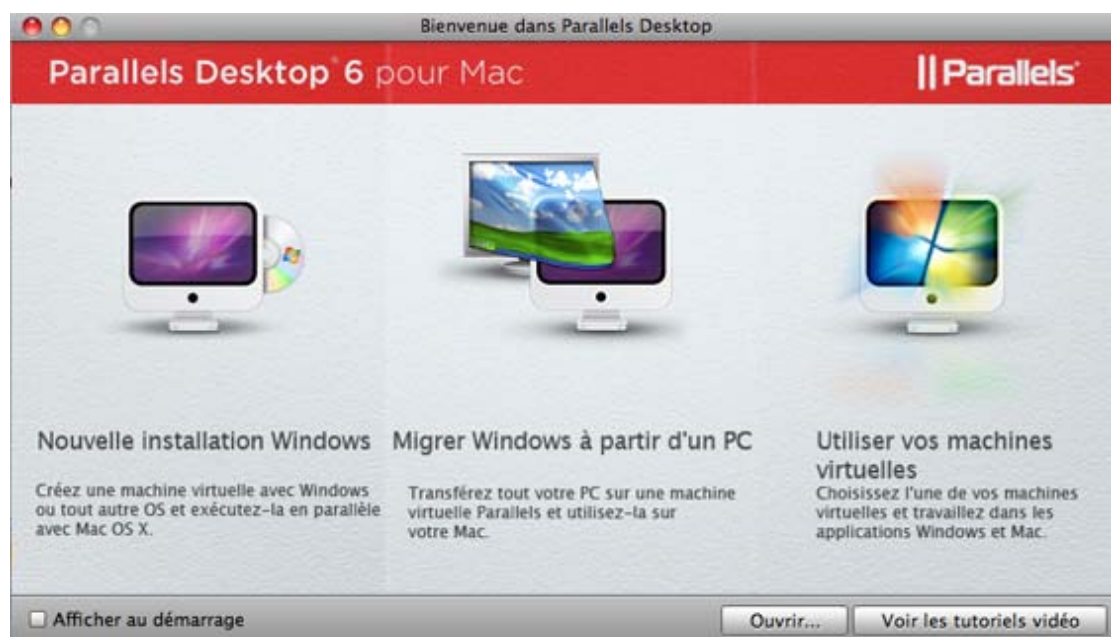 Bienvenue dans Parallels Desktop
Parallels Desktop® 6 pour Mac
|| Parallels®
Nouvelle installation Windows
Créez une machine virtuelle avec Windows
ou tout autre OS et exécutez-la en parallèle
avec Mac OS X.
Migrer Windows à partir d'un PC
Transférez tout votre PC sur une machine
virtuelle Parallels et utilisez-la sur
votre Mac.
Utiliser vos machines
virtuelles
Choisissez l'une de vos machines
virtuelles et travaillez dans les
applications Windows et Mac.
Afficher au démarrage
Ouvrir...
Voir les tutoriels vidéo